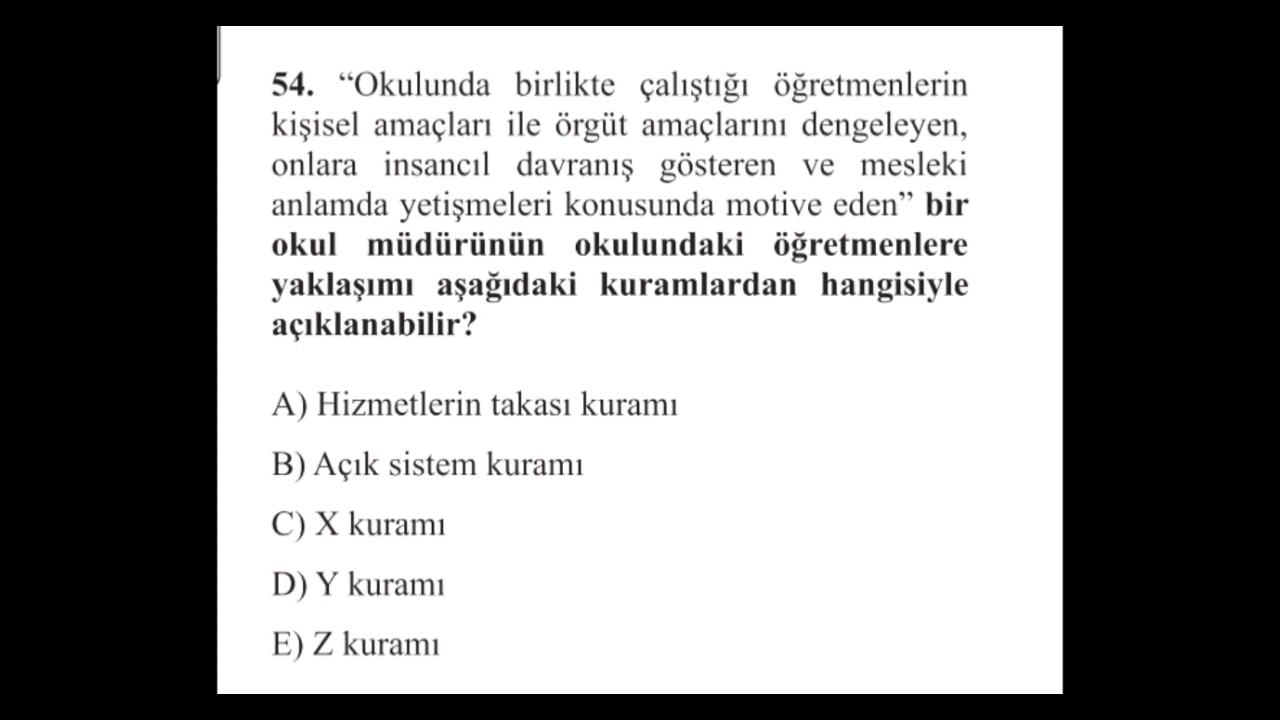 54. “Okulunda birlikte çalıştığı öğretmenlerin
kişisel amaçları ile örgüt amaçlarını dengeleyen,
onlara insancıl davranış gösteren ve mesleki
anlamda yetişmeleri konusunda motive eden” bir
okul müdürünün okulundaki öğretmenlere
yaklaşımı aşağıdaki kuramlardan hangisiyle
açıklanabilir?
A) Hizmetlerin takası kuramı
B) Açık sistem kuramı
C) X kuramı
D) Y kuramı
E) Z kuramı